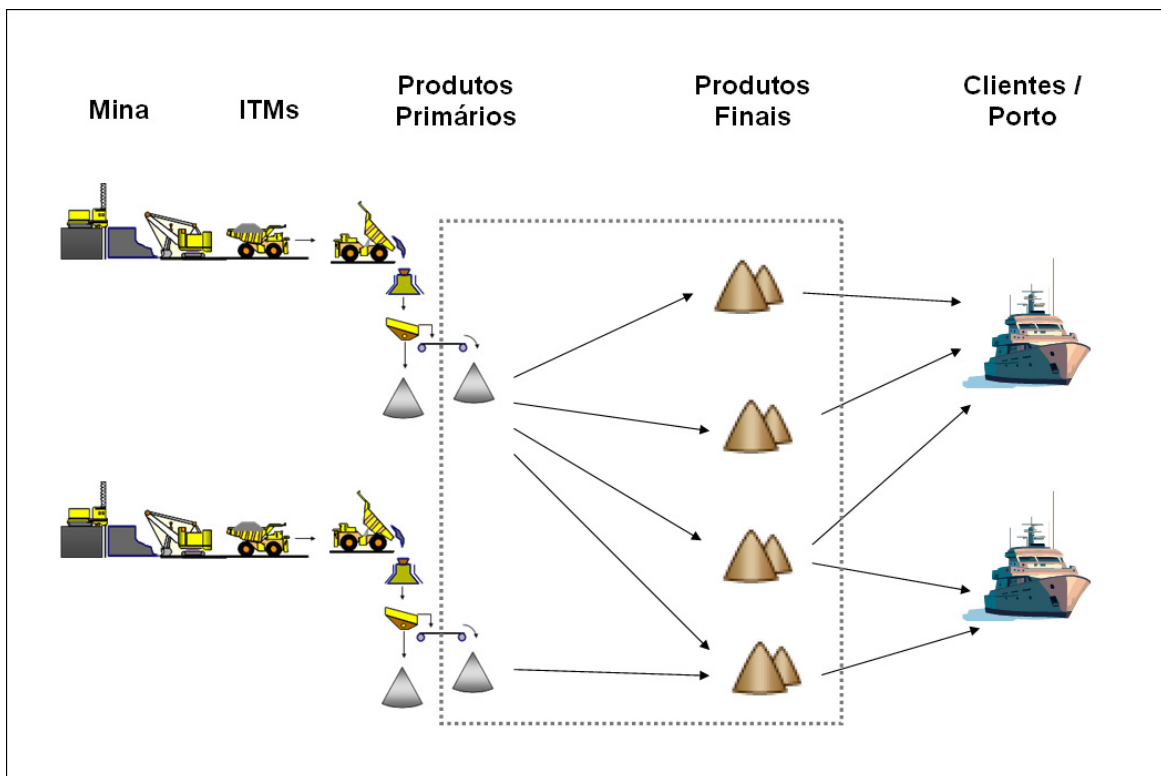 Mina
ITMs
Produtos
Primários
Produtos
Finais
Clientes /
Porto